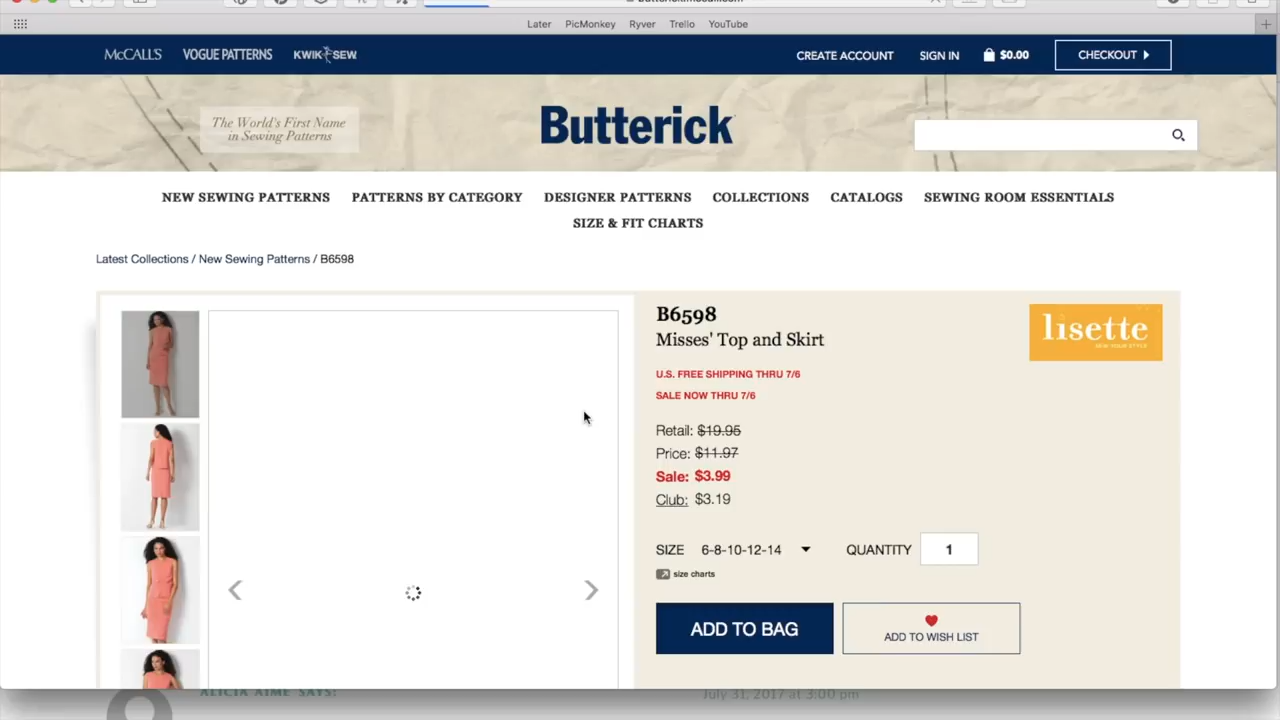 Later PicMonkey Ryver Trello YouTube
McCALL'S VOGUE PATTERNS KWIK SEW CREATE ACCOUNT SIGN IN $0.00 CHECKOUT
The World's First Name
in Sewing Patterns
Butterick
NEW SEWING PATTERNS PATTERNS BY CATEGORY DESIGNER PATTERNS COLLECTIONS CATALOGS SEWING ROOM ESSENTIALS
SIZE & FIT CHARTS
Latest Collections / New Sewing Patterns / B6598
B6598
Misses' Top and Skirt
lisette
U.S. FREE SHIPPING THRU 7/6
SALE NOW THRU 7/6
Retail: $19.95
Price: $11.97
Sale: $3.99
Club: $3.19
SIZE 6-8-10-12-14 QUANTITY 1
size charts
ADD TO BAG
ADD TO WISH LIST
ALICIA AIME SAYS:
July 31, 2017 at 3:00 pm